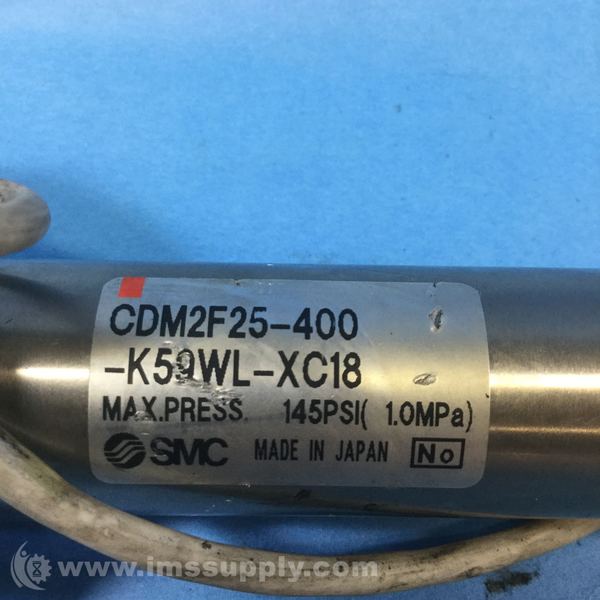 CDM2F25-400
-K59WL-XC18
MAX.PRESS. 145PSI( 1.0MPa)
SMC MADE IN JAPAN No
www.imssupply.com